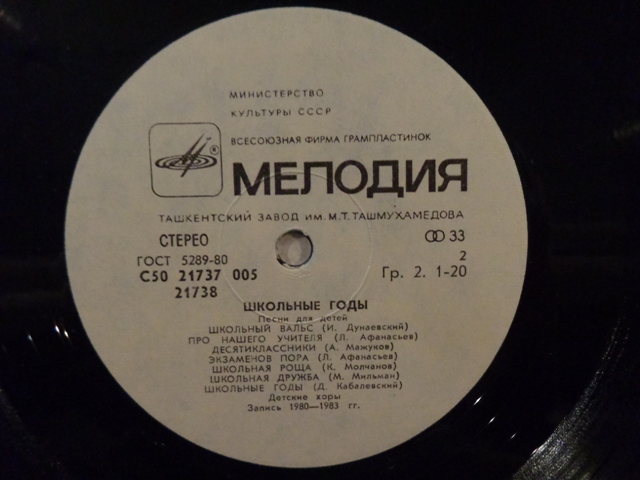 МИНИСТЕРСТВО
КУЛЬТУРЫ СССР
ВСЕСОЮЗНАЯ ФИРМА ГРАМПЛАСТИНОК
®
МЕЛОДИЯ
ТАШКЕНТСКИЙ ЗАВОД ИМ. М.Т. ТАШМУХАМЕДОВА
СТЕРЕО 33
ГОСТ 5289-80 2
С50 21737 005 Гр. 2. 1-20
21738
ШКОЛЬНЫЕ ГОДЫ
Песни для детей
ШКОЛЬНЫЙ ВАЛЬС (И. Дунаевский)
ПРО НАШЕГО УЧИТЕЛЯ (Л. Афанасьев)
ДЕСЯТИКЛАССНИКИ (А. Мажуков)
ЭКЗАМЕНОВ ПОРА (Л. Афанасьев)
ШКОЛЬНАЯ РОЩА (К. Молчанов)
ШКОЛЬНАЯ ДРУЖБА (М. Мильман)
ШКОЛЬНЫЕ ГОДЫ (Д. Кабалевский)
Детские хоры
Запись 1980—1983 гг.